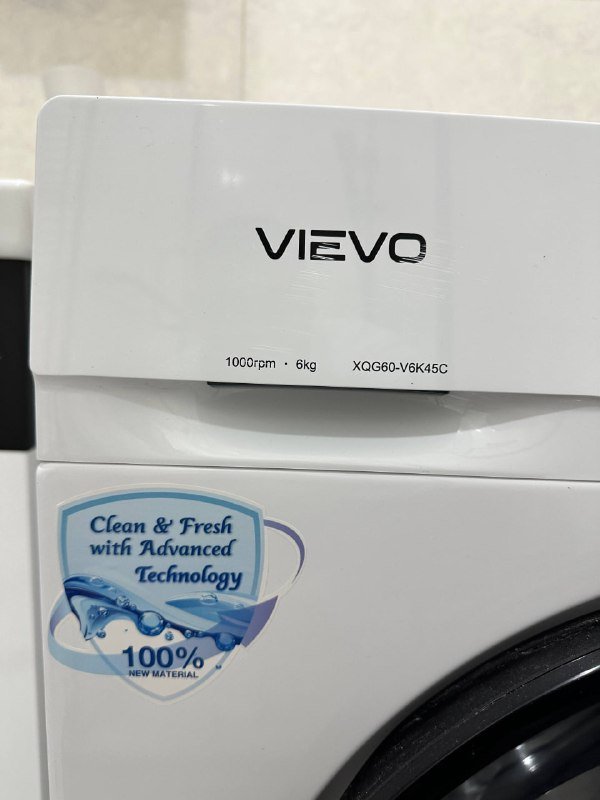 VIEVO
1000rpm · 6kg XQG60-V6K45C
Clean & Fresh
with Advanced
Technology
100%
NEW MATERIAL